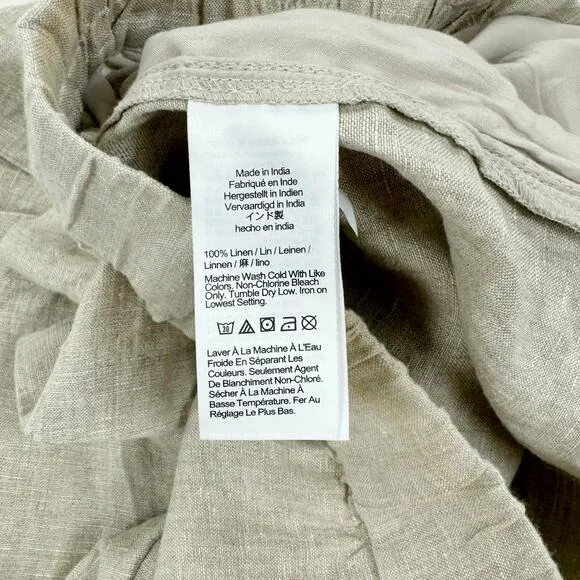 Made in India
Fabriqué en Inde
Hergestellt in Indien
Vervaardigd in India
インド製
hecho en india
100% Linen / Lin / Leinen /
Linnen / 麻 / lino
Machine Wash Cold With Like
Colors. Non-Chlorine Bleach
Only. Tumble Dry Low. Iron on
Lowest Setting.
30
Laver À La Machine À L'Eau
Froide En Séparant Les
Couleurs. Seulement Agent
De Blanchiment Non-Chloré.
Sécher À La Machine À
Basse Température. Fer Au
Réglage Le Plus Bas.